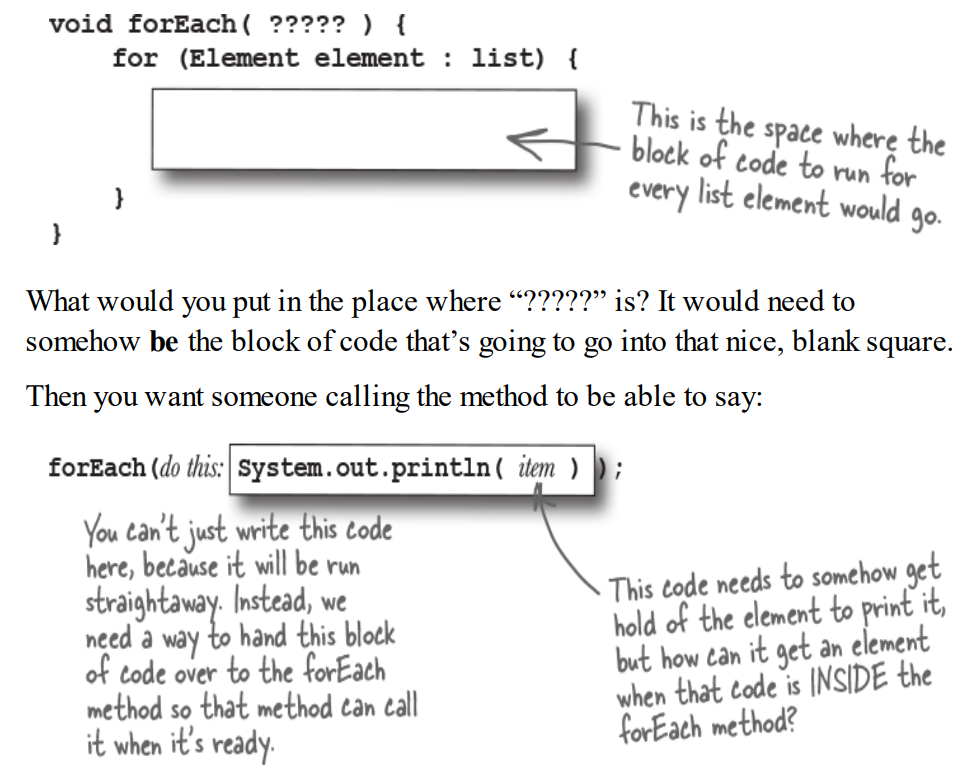 void forEach( ????? ) {
for (Element element : list) {
This is the space where the
block of code to run for
every list element would go.
}
}
What would you put in the place where “?????” is? It would need to
somehow be the block of code that’s going to go into that nice, blank square.
Then you want someone calling the method to be able to say:
forEach(do this: System.out.println( item ) );
You can't just write this code
here, because it will be run
straightaway. Instead, we
need a way to hand this block
of code over to the forEach
method so that method can call
it when it's ready.
This code needs to somehow get
hold of the element to print it,
but how can it get an element
when that code is INSIDE the
forEach method?